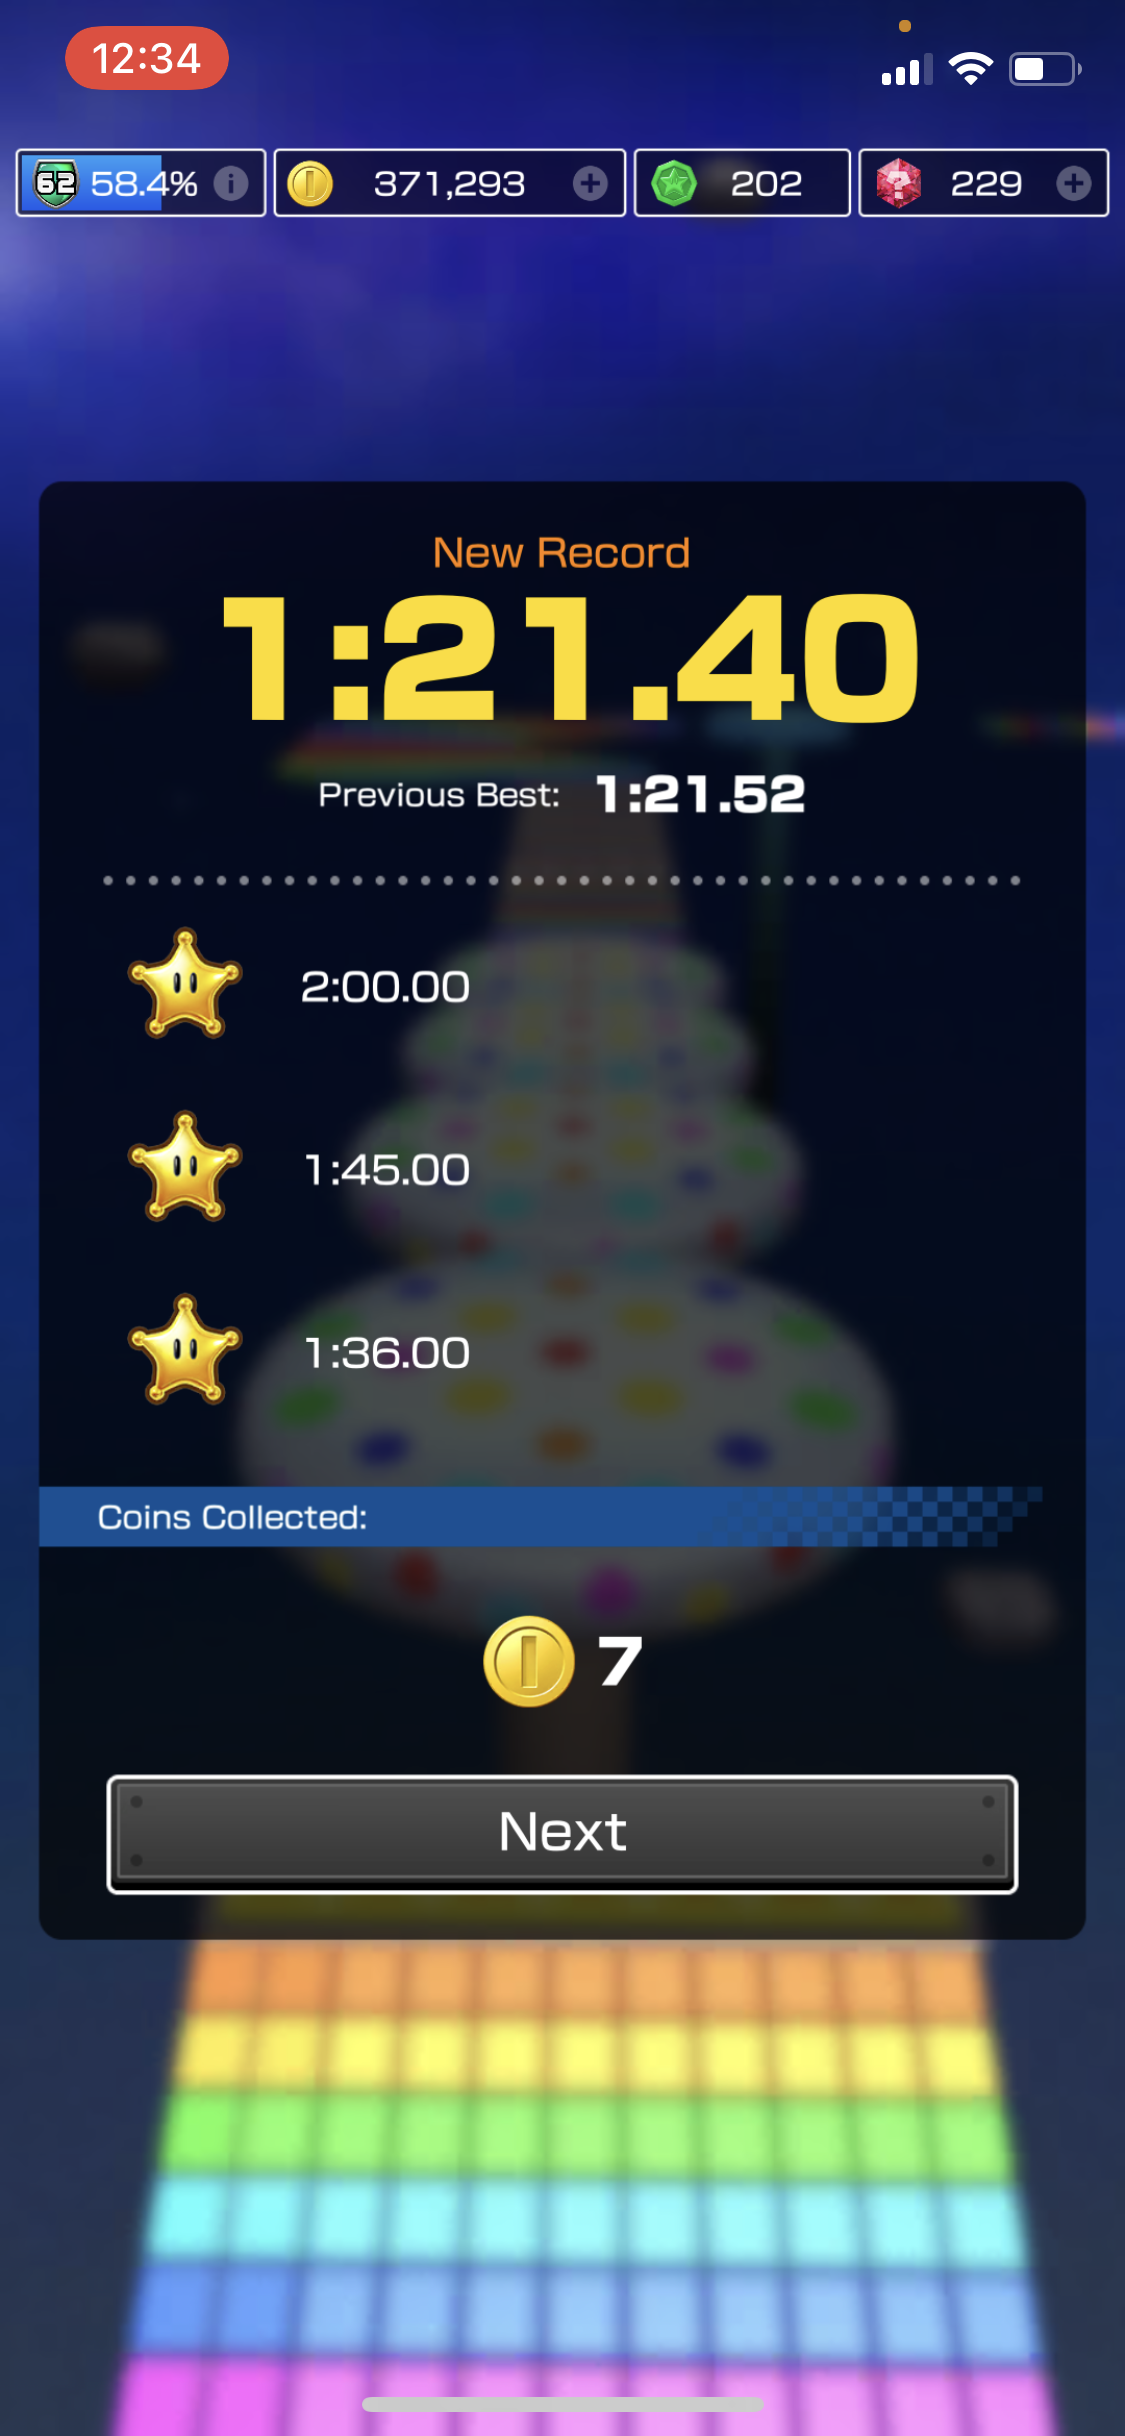 12:34
62 58.4% i 371,293 + 202 229 +
New Record
1:21.40
Previous Best: 1:21.52
2:00.00
1:45.00
1:36.00
Coins Collected:
7
Next